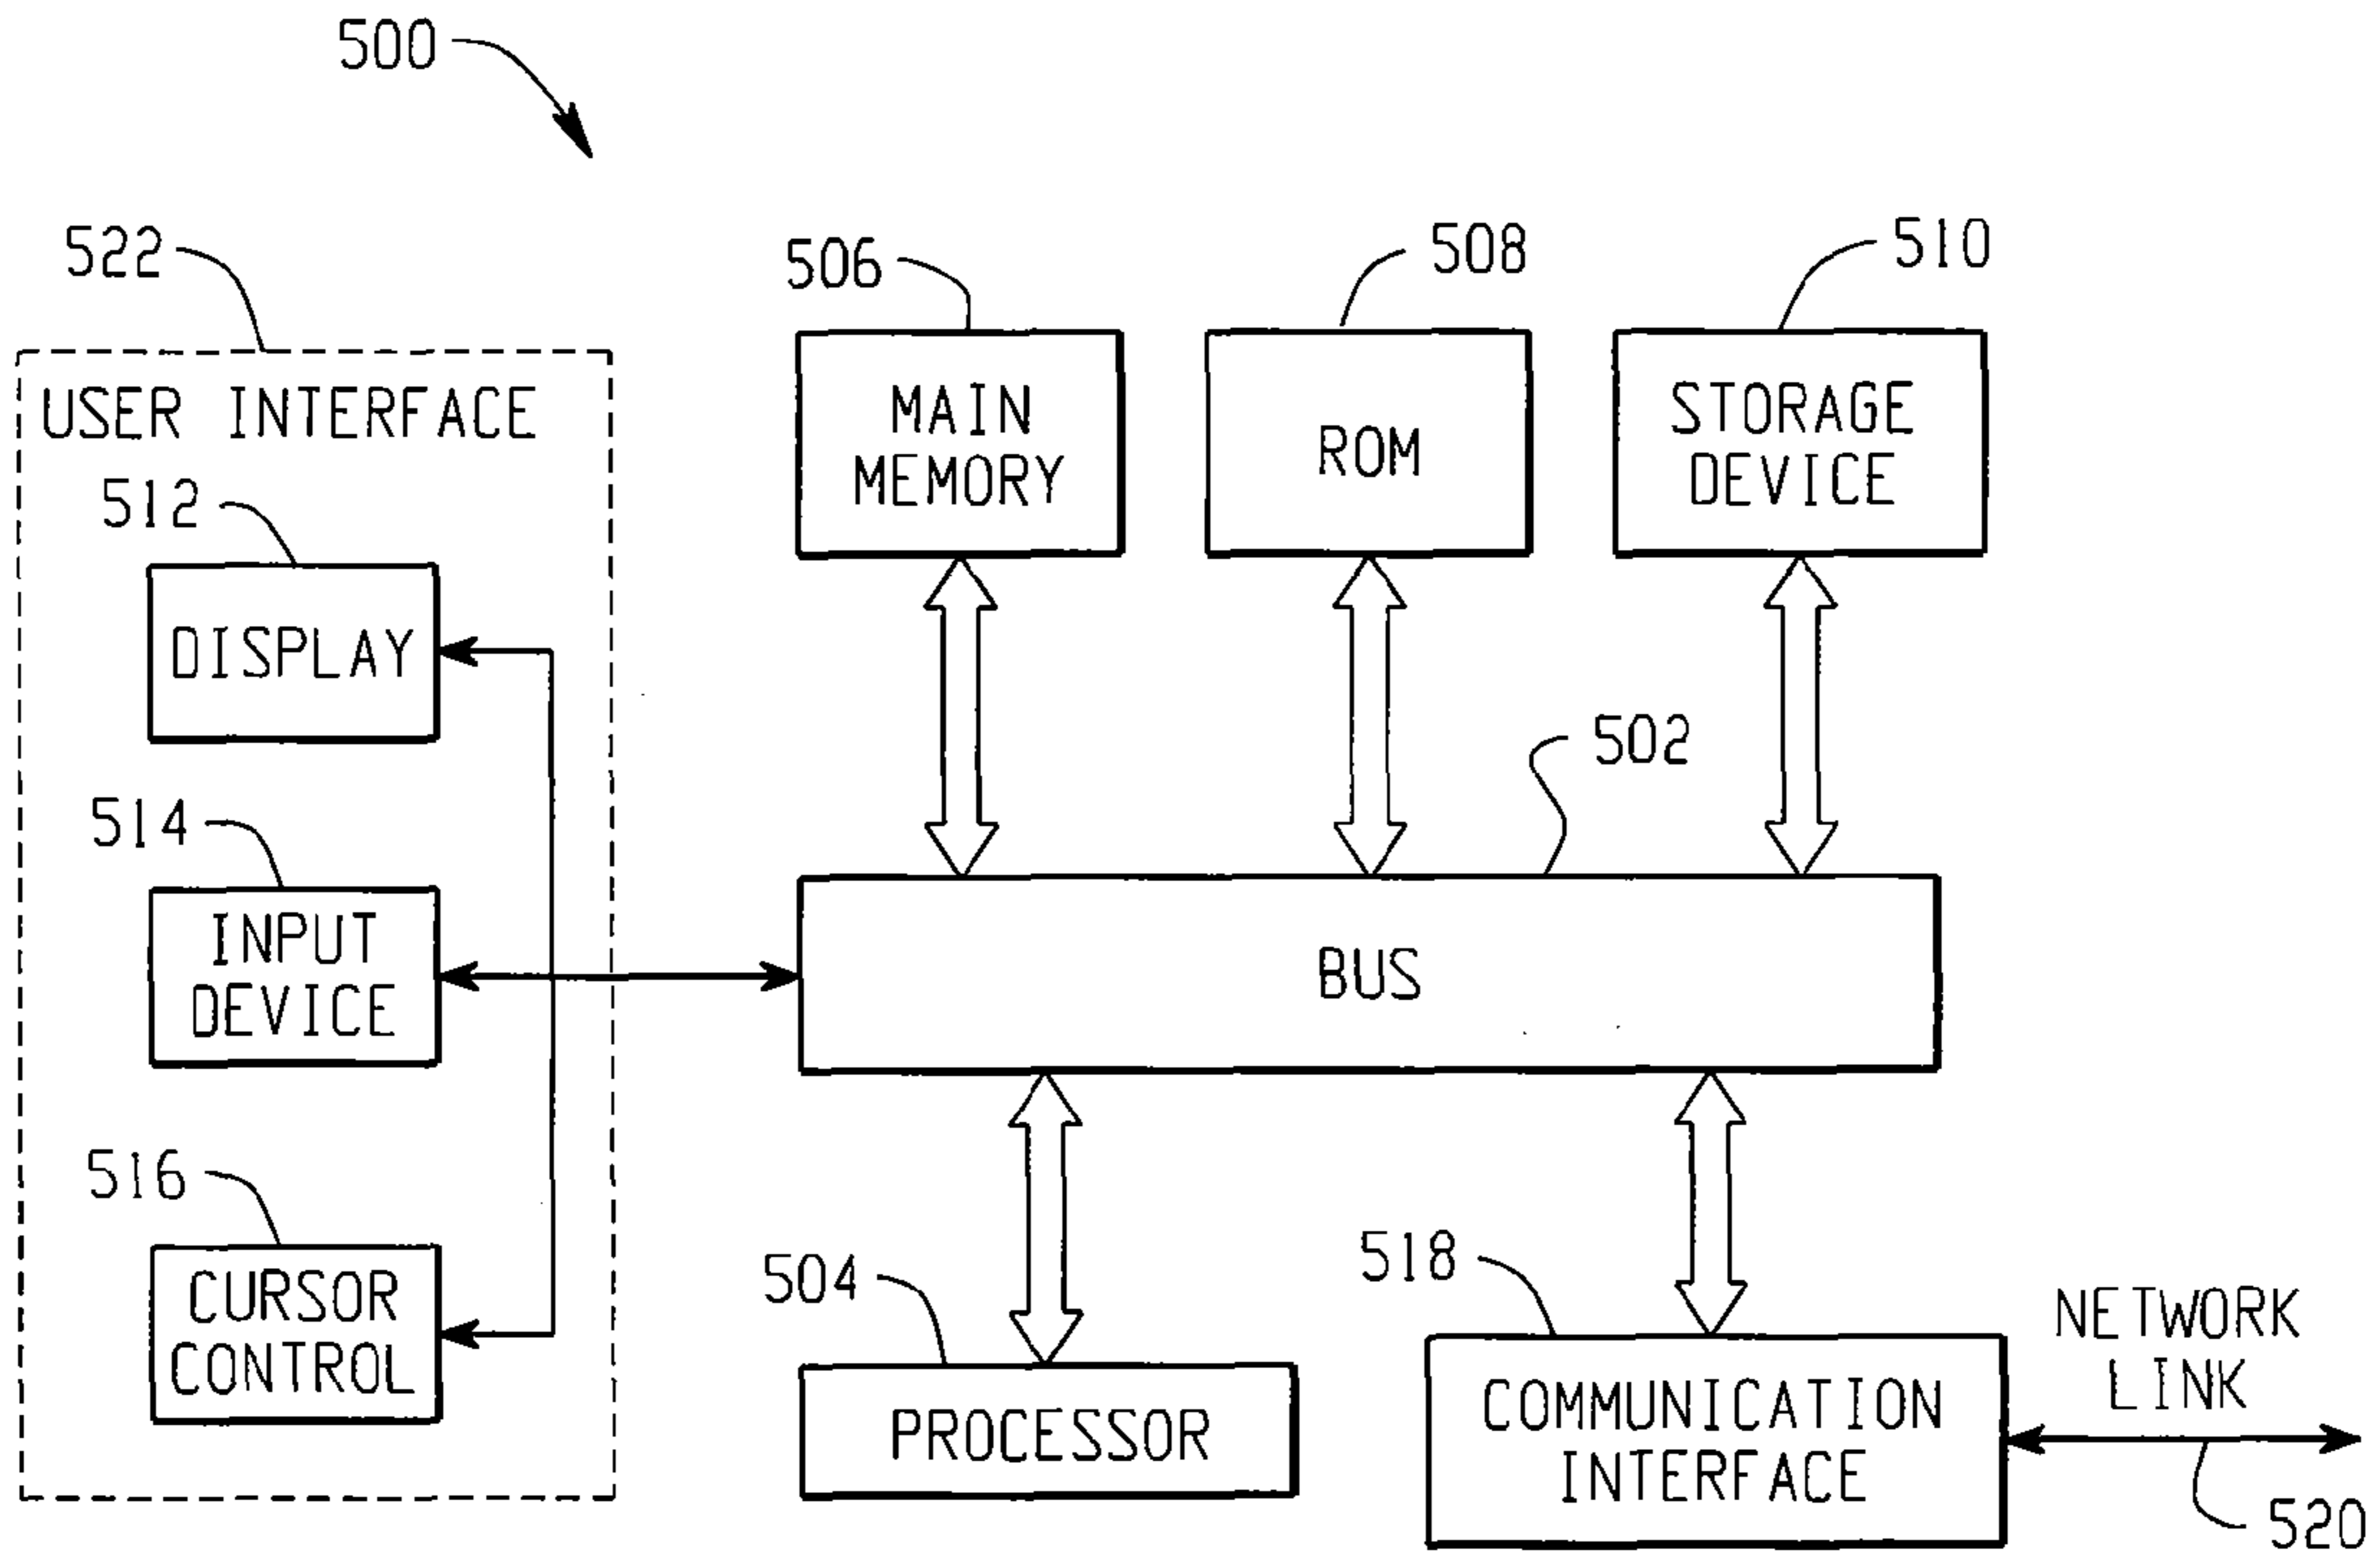 500
522
506
508
510
USER INTERFACE
MAIN
MEMORY
ROM
STORAGE
DEVICE
512
DISPLAY
502
514
INPUT
DEVICE
BUS
516
CURSOR
CONTROL
504
PROCESSOR
518
COMMUNICATION
INTERFACE
NETWORK
LINK
520